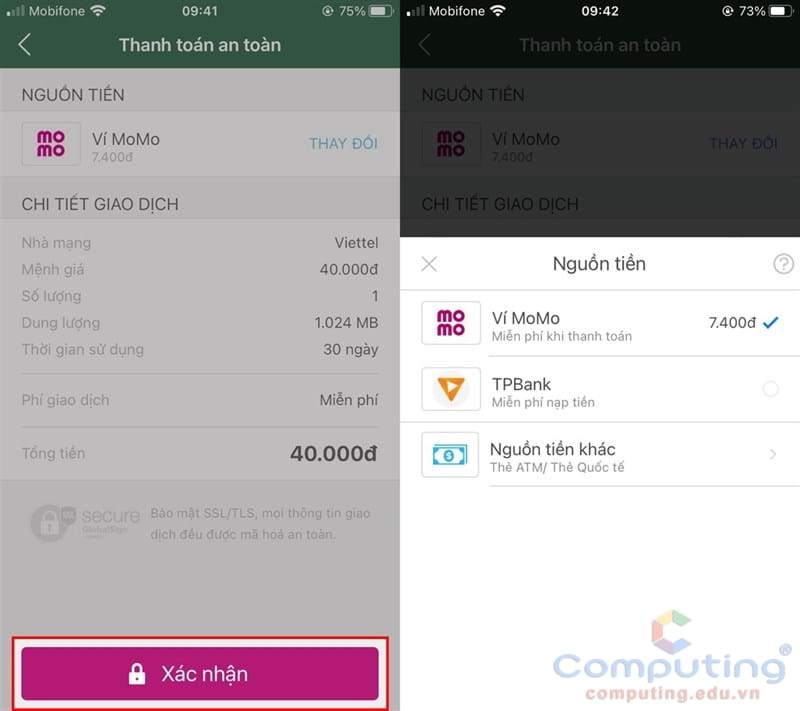 Mobifone 09:41 75%
Thanh toán an toàn
NGUỒN TIỀN
momo
Ví MoMo
7.400đ
THAY ĐỔI
CHI TIẾT GIAO DỊCH
Nhà mạng Viettel
Mệnh giá 40.000đ
Số lượng 1
Dung lượng 1.024 MB
Thời gian sử dụng 30 ngày
Phí giao dịch Miễn phí
Tổng tiền 40.000đ
secure
GlobalSign
Bảo mật SSL/TLS, mọi thông tin giao
dịch đều được mã hoá an toàn.
Xác nhận
Mobifone 09:42 73%
Thanh toán an toàn
NGUỒN TIỀN
momo
Ví MoMo
7.400đ
THAY ĐỔI
CHI TIẾT GIAO DỊCH
Nguồn tiền ?
momo
Ví MoMo 7.400đ
Miễn phí khi thanh toán
TPBank
Miễn phí nạp tiền
Nguồn tiền khác
Thẻ ATM/ Thẻ Quốc tế
Computing®
computing.edu.vn